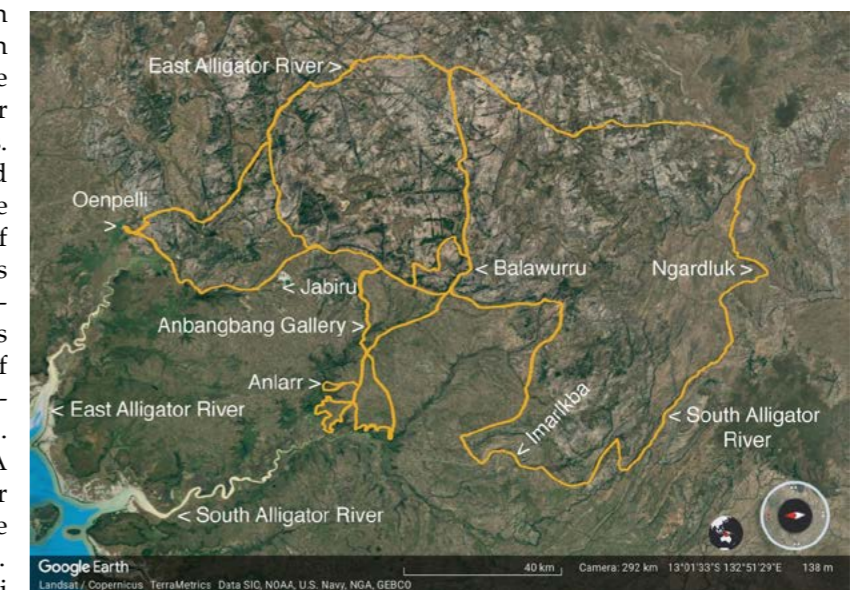 n
n
e
r
.
d
e
f
s
-
s
f
-
.
A
r
e
.
i
East Alligator River >
Oenpelli
>
< Balawurru
Ngardluk >
< Jabiru
Anbangbang Gallery >
Anlarr >
< Imarlkba
< East Alligator River
< South Alligator
River
< South Alligator River
Google Earth
40 km
Camera: 292 km 13°01'33"S 132°51'29"E 138 m
Landsat / Copernicus TerraMetrics Data SIO, NOAA, U.S. Navy, NGA, GEBCO